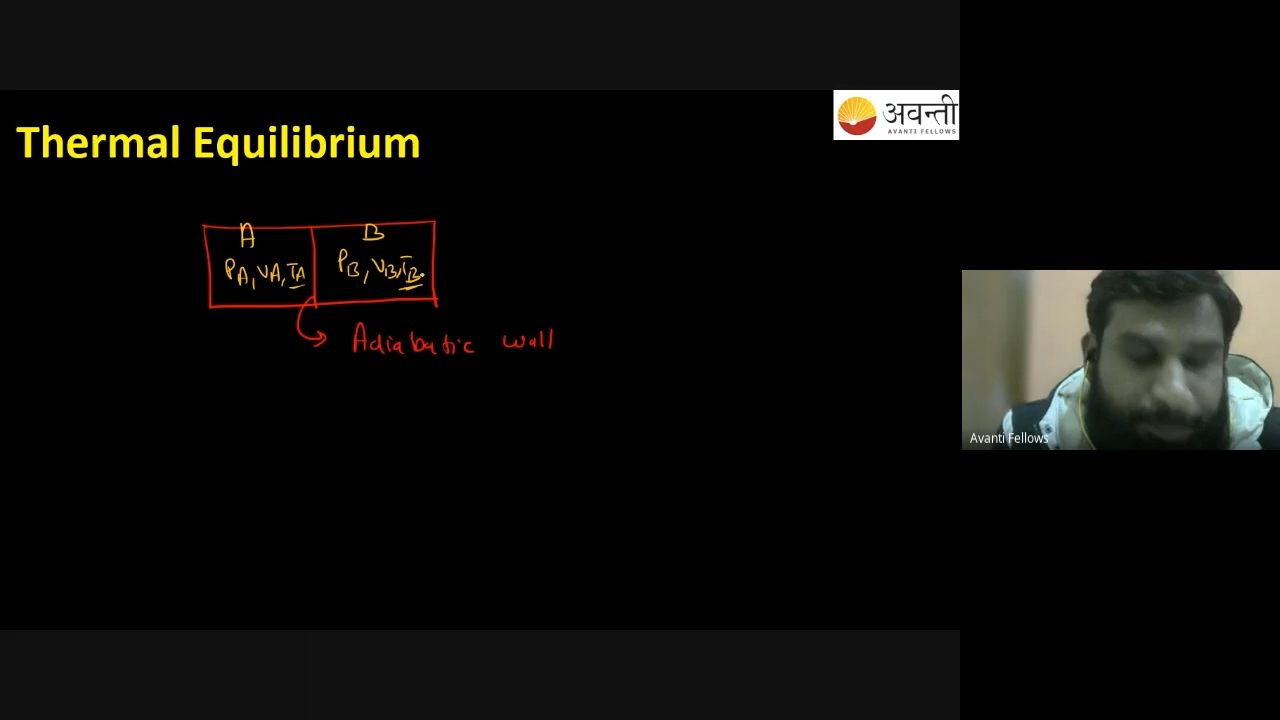 अवन्ती
AVANTI FELLOWS
Thermal Equilibrium
A B
PA, VA, TA PB, VB, TB
Adiabatic wall
Avanti Fellows